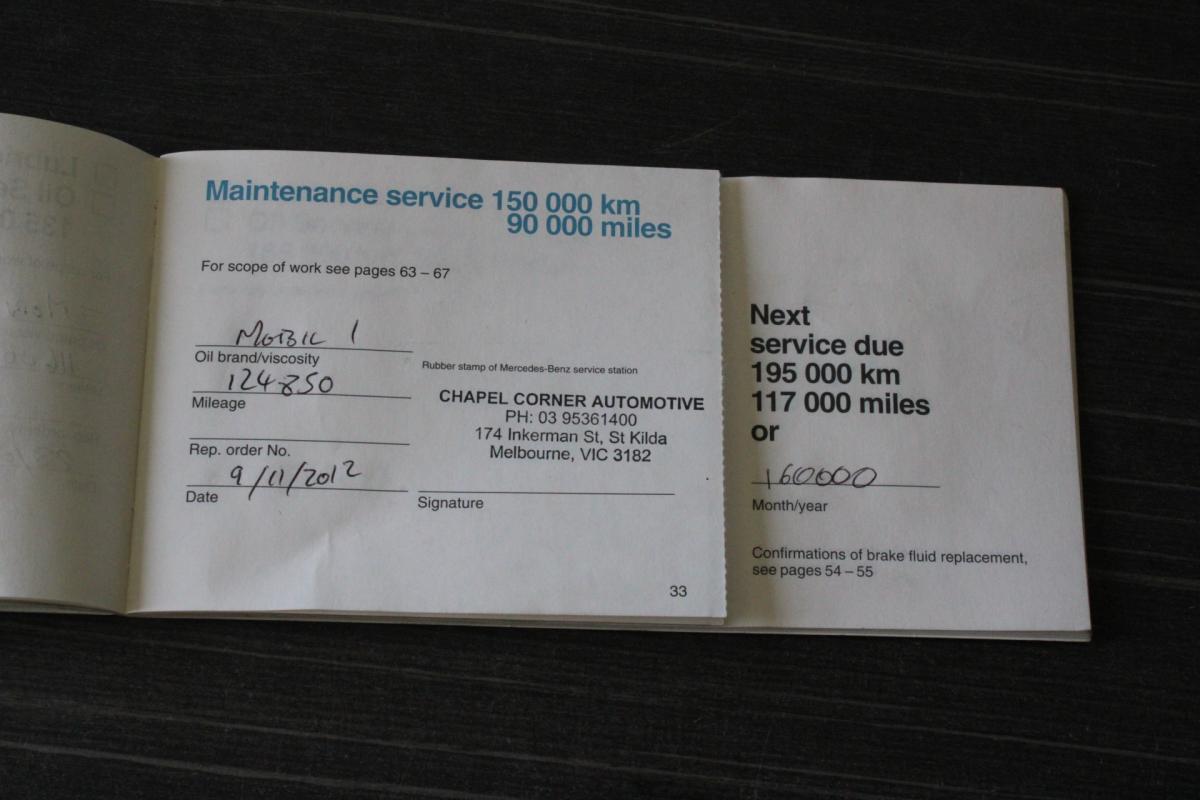 Maintenance service 150 000 km
90 000 miles
For scope of work see pages 63 – 67
Mobil 1
Oil brand/viscosity
124850
Mileage
Rep. order No.
9/11/2012
Date
Rubber stamp of Mercedes-Benz service station
CHAPEL CORNER AUTOMOTIVE
PH: 03 95361400
174 Inkerman St, St Kilda
Melbourne, VIC 3182
Signature
33
Next
service due
195 000 km
117 000 miles
or
160000
Month/year
Confirmations of brake fluid replacement,
see pages 54 – 55